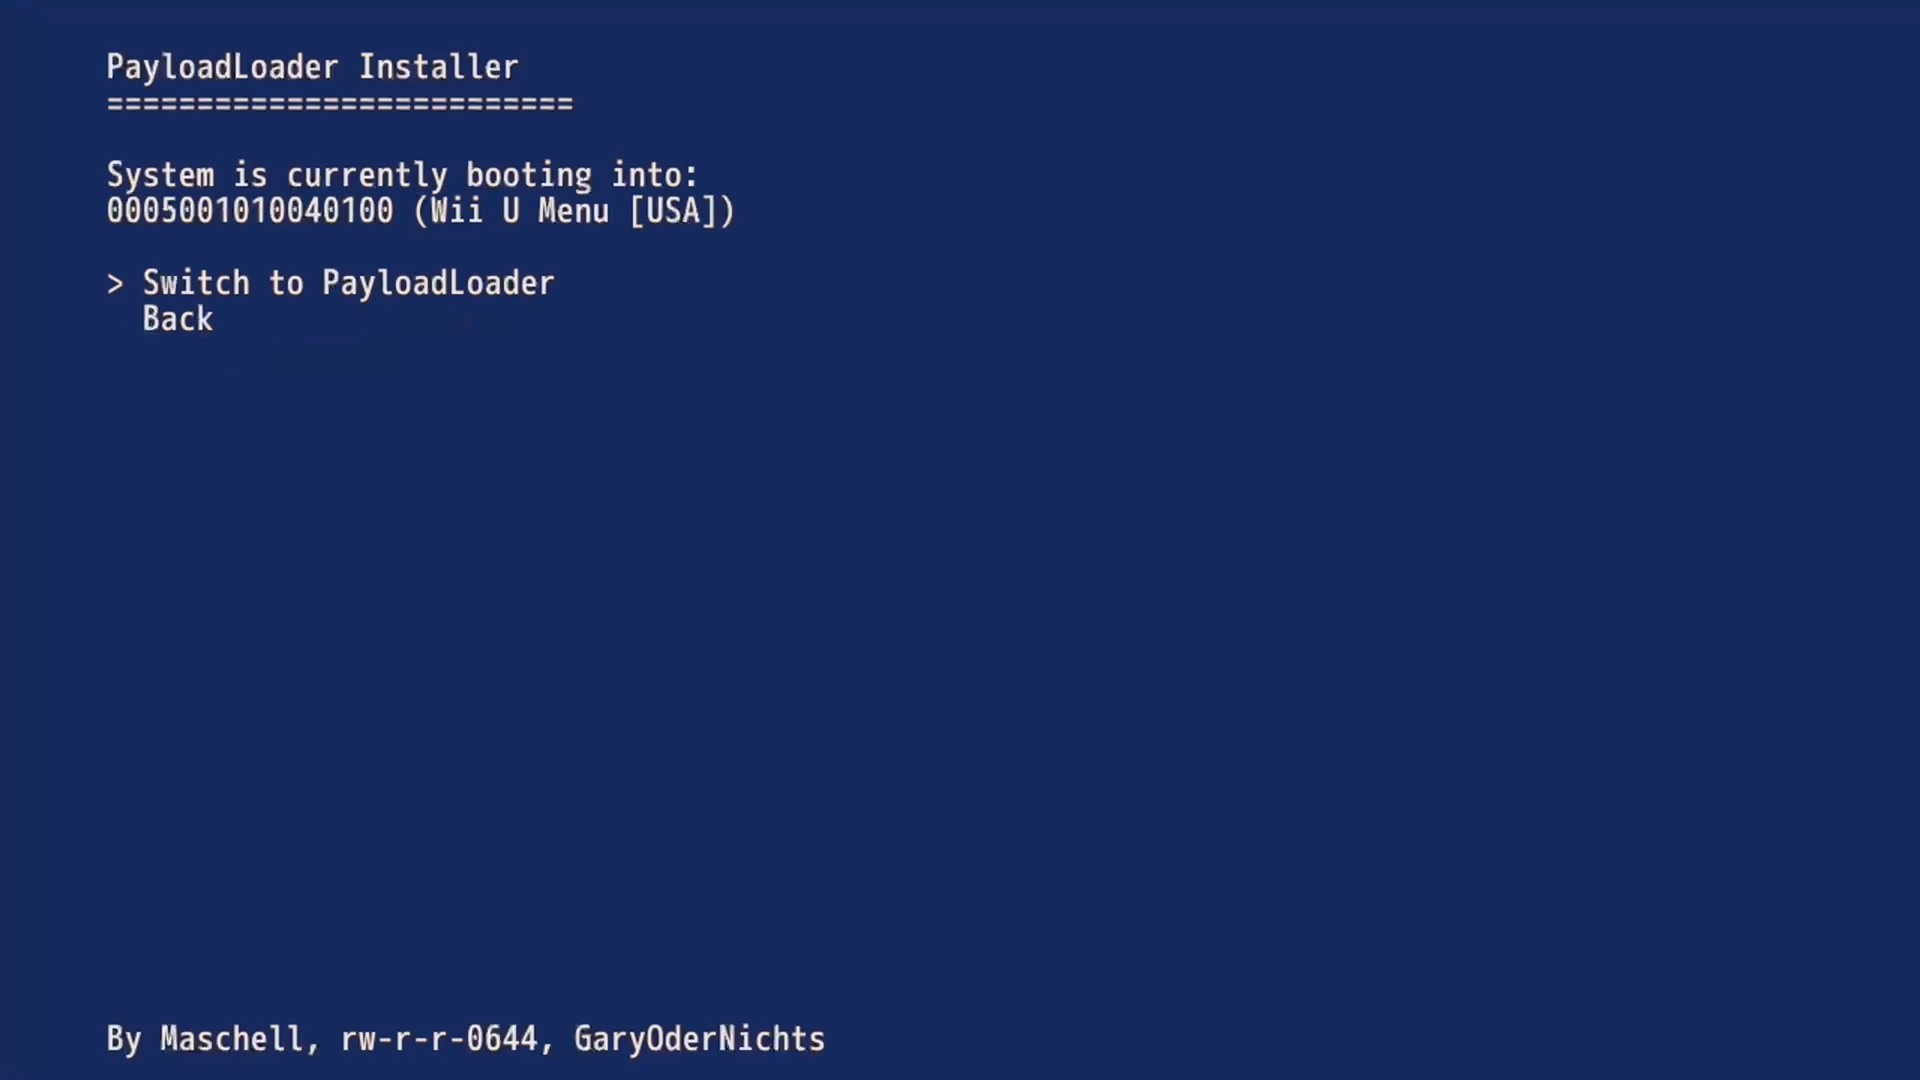 PayloadLoader Installer
==========================
System is currently booting into:
0005001010040100 (Wii U Menu [USA])
> Switch to PayloadLoader
Back
By Maschell, rw-r-r-0644, GaryOderNichts